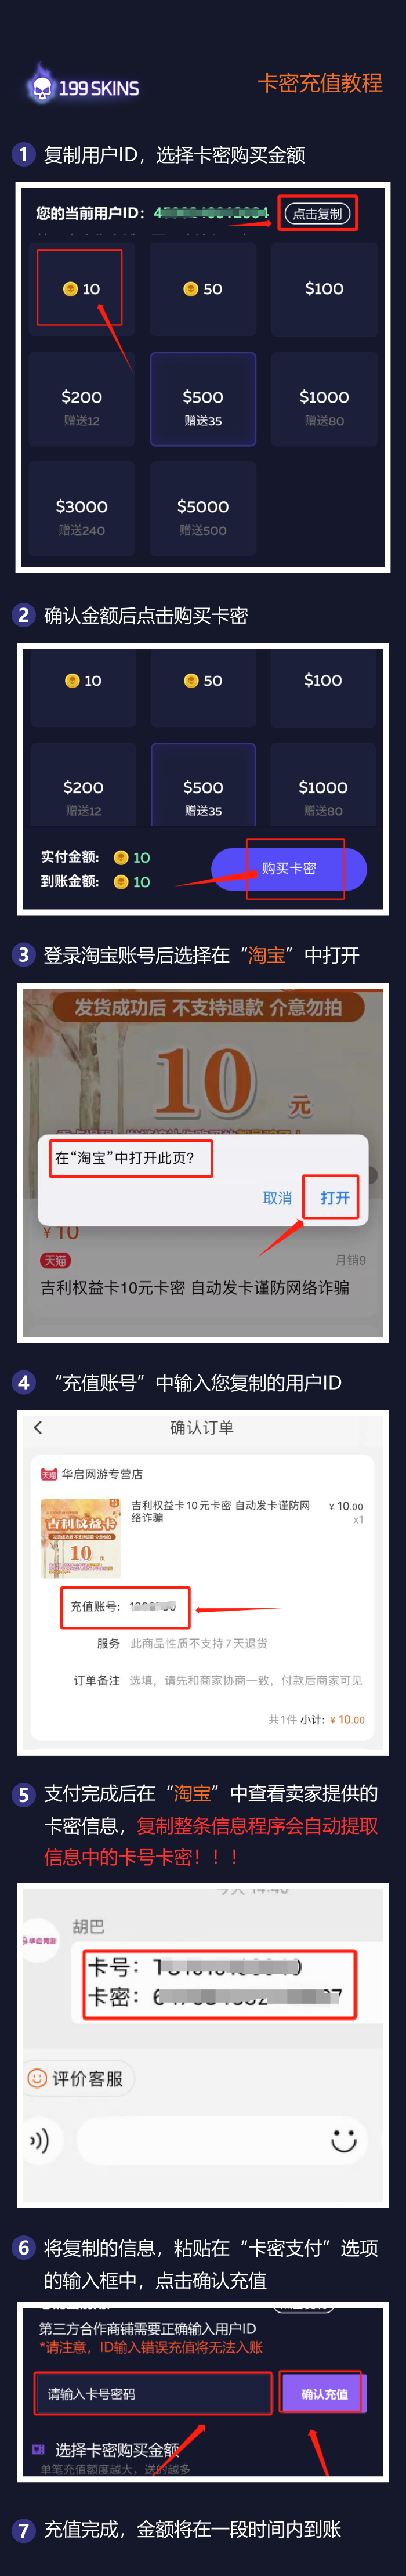 199 SKINS
卡密充值教程
1 复制用户ID，选择卡密购买金额
您的当前用户ID：
点击复制
10
50
$100
$200
赠送12
$500
赠送35
$1000
赠送80
$3000
赠送240
$5000
赠送500
2 确认金额后点击购买卡密
10
50
$100
$200
赠送12
$500
赠送35
$1000
赠送80
实付金额： 10
到账金额： 10
购买卡密
3 登录淘宝账号后选择在“淘宝”中打开
发货成功后 不支持退款 介意勿拍
10元
在“淘宝”中打开此页？
取消 打开
¥10
天猫
月销9
吉利权益卡10元卡密 自动发卡谨防网络诈骗
4 “充值账号”中输入您复制的用户ID
确认订单
天猫 华启网游专营店
吉利权益卡10元卡密 自动发卡谨防网
络诈骗
¥10.00
x1
吉利权益卡
发货成功后 不支持退款 介意勿拍
10元
充值账号：
服务 此商品性质不支持7天退货
订单备注 选填，请先和商家协商一致，付款后商家可见
共1件 小计: ¥10.00
5 支付完成后在“淘宝”中查看卖家提供的
卡密信息，复制整条信息程序会自动提取
信息中的卡号卡密！！！
胡巴
华启网游
卡号：
卡密：
评价客服
6 将复制的信息，粘贴在“卡密支付”选项
的输入框中，点击确认充值
第三方合作商铺需要正确输入用户ID
*请注意，ID输入错误充值将无法入账
请输入卡号密码
确认充值
选择卡密购买金额
单笔充值额度越大，送的越多
7 充值完成，金额将在一段时间内到账